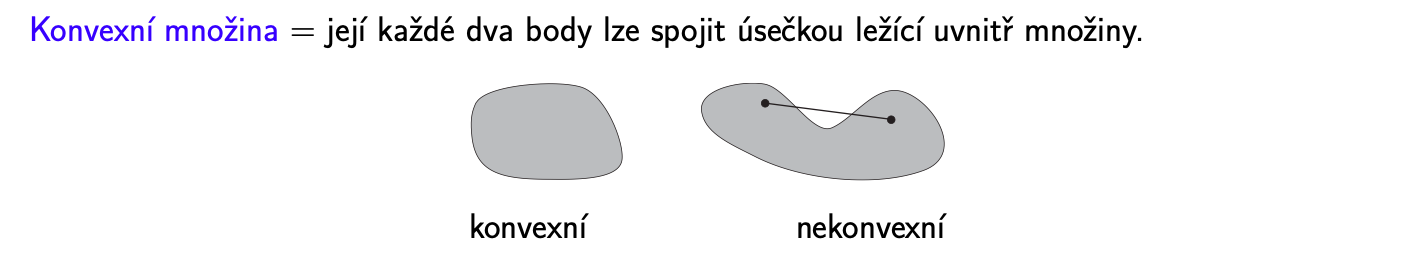 Konvexní množina = její každé dva body lze spojit úsečkou ležící uvnitř množiny.
konvexní
nekonvexní